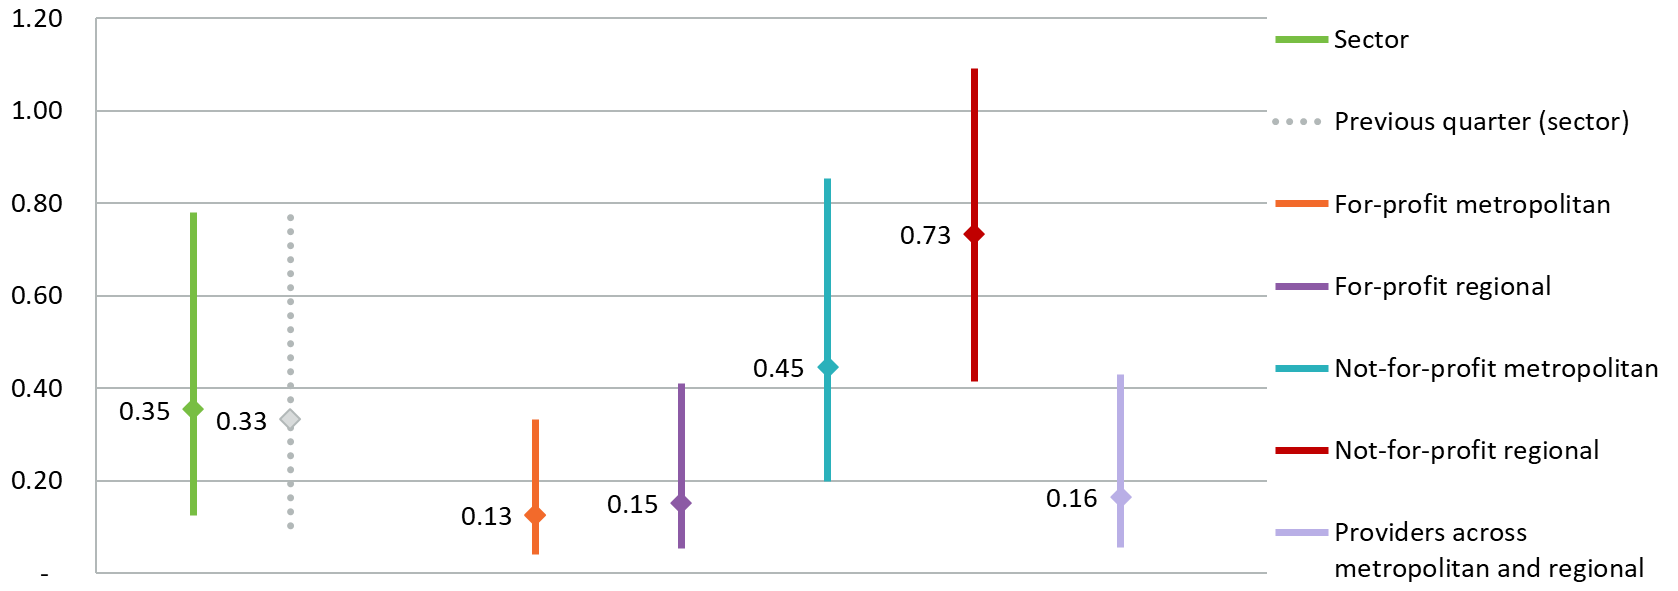 1.20
1.00
0.80
0.60
0.40
0.20
-
0.35
0.33
0.13
0.15
0.45
0.73
0.16
Sector
Previous quarter (sector)
For-profit metropolitan
For-profit regional
Not-for-profit metropolitan
Not-for-profit regional
Providers across
metropolitan and regional